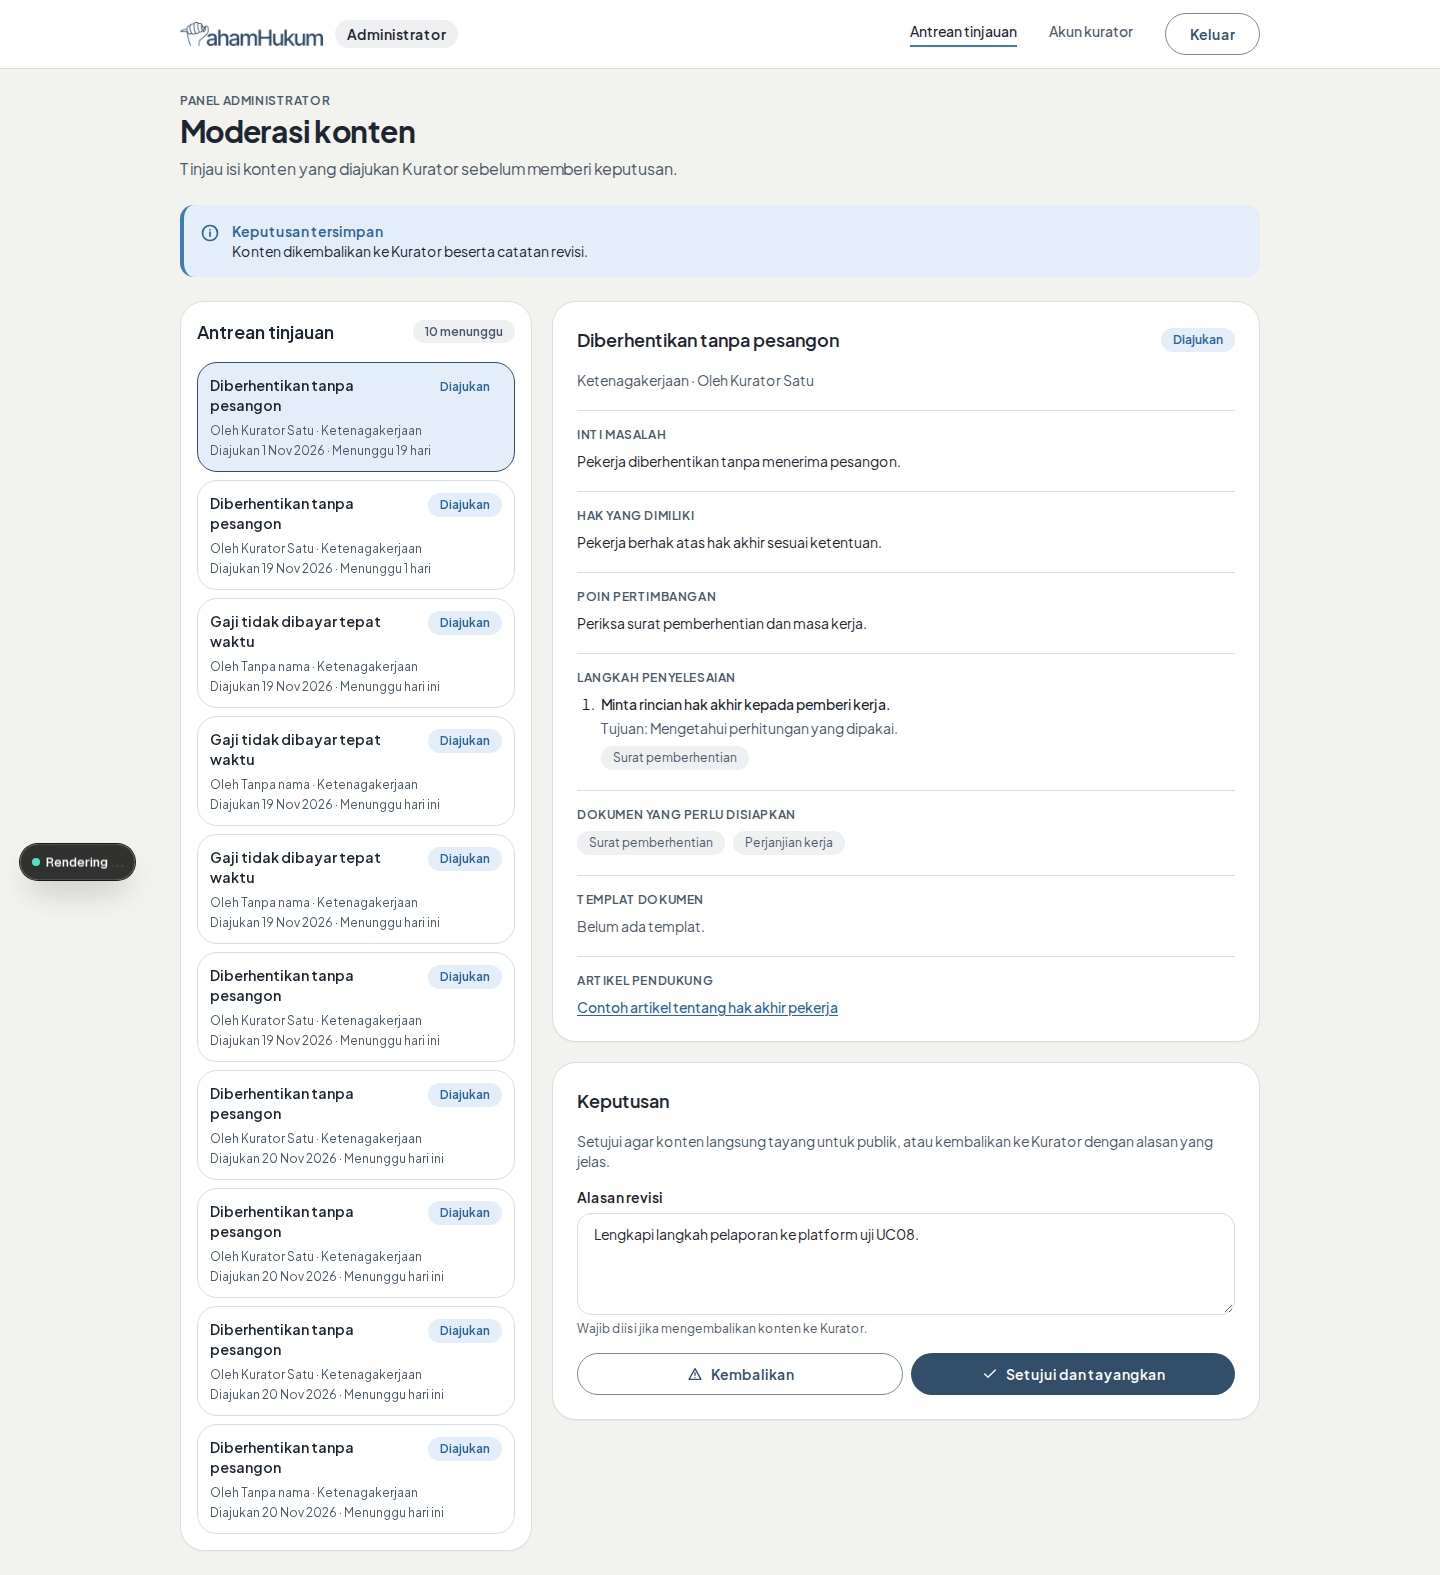 ahamHukum
Administrator
Antrean tinjauan
Akun kurator
Keluar
PANEL ADMINISTRATOR
Moderasi konten
Tinjau isi konten yang diajukan Kurator sebelum memberi keputusan.
Keputusan tersimpan
Konten dikembalikan ke Kurator beserta catatan revisi.
Antrean tinjauan
10 menunggu
Diberhentikan tanpa
pesangon
Diajukan
Oleh Kurator Satu · Ketenagakerjaan
Diajukan 1 Nov 2026 · Menunggu 19 hari
Diberhentikan tanpa
pesangon
Diajukan
Oleh Kurator Satu · Ketenagakerjaan
Diajukan 19 Nov 2026 · Menunggu 1 hari
Gaji tidak dibayar tepat
waktu
Diajukan
Oleh Tanpa nama · Ketenagakerjaan
Diajukan 19 Nov 2026 · Menunggu hari ini
Gaji tidak dibayar tepat
waktu
Diajukan
Oleh Tanpa nama · Ketenagakerjaan
Diajukan 19 Nov 2026 · Menunggu hari ini
Gaji tidak dibayar tepat
waktu
Diajukan
Oleh Tanpa nama · Ketenagakerjaan
Diajukan 19 Nov 2026 · Menunggu hari ini
Diberhentikan tanpa
pesangon
Diajukan
Oleh Kurator Satu · Ketenagakerjaan
Diajukan 19 Nov 2026 · Menunggu hari ini
Diberhentikan tanpa
pesangon
Diajukan
Oleh Kurator Satu · Ketenagakerjaan
Diajukan 20 Nov 2026 · Menunggu hari ini
Diberhentikan tanpa
pesangon
Diajukan
Oleh Kurator Satu · Ketenagakerjaan
Diajukan 20 Nov 2026 · Menunggu hari ini
Diberhentikan tanpa
pesangon
Diajukan
Oleh Kurator Satu · Ketenagakerjaan
Diajukan 20 Nov 2026 · Menunggu hari ini
Diberhentikan tanpa
pesangon
Diajukan
Oleh Tanpa nama · Ketenagakerjaan
Diajukan 20 Nov 2026 · Menunggu hari ini
Diberhentikan tanpa pesangon
Diajukan
Ketenagakerjaan · Oleh Kurator Satu
INTI MASALAH
Pekerja diberhentikan tanpa menerima pesangon.
HAK YANG DIMILIKI
Pekerja berhak atas hak akhir sesuai ketentuan.
POIN PERTIMBANGAN
Periksa surat pemberhentian dan masa kerja.
LANGKAH PENYELESAIAN
1. Minta rincian hak akhir kepada pemberi kerja.
Tujuan: Mengetahui perhitungan yang dipakai.
Surat pemberhentian
DOKUMEN YANG PERLU DISIAPKAN
Surat pemberhentian
Perjanjian kerja
TEMPLAT DOKUMEN
Belum ada templat.
ARTIKEL PENDUKUNG
Contoh artikel tentang hak akhir pekerja
Keputusan
Setujui agar konten langsung tayang untuk publik, atau kembalikan ke Kurator dengan alasan yang
jelas.
Alasan revisi
Lengkapi langkah pelaporan ke platform uji UC08.
Wajib diisi jika mengembalikan konten ke Kurator.
Kembalikan
Setujui dan tayangkan
Rendering ...